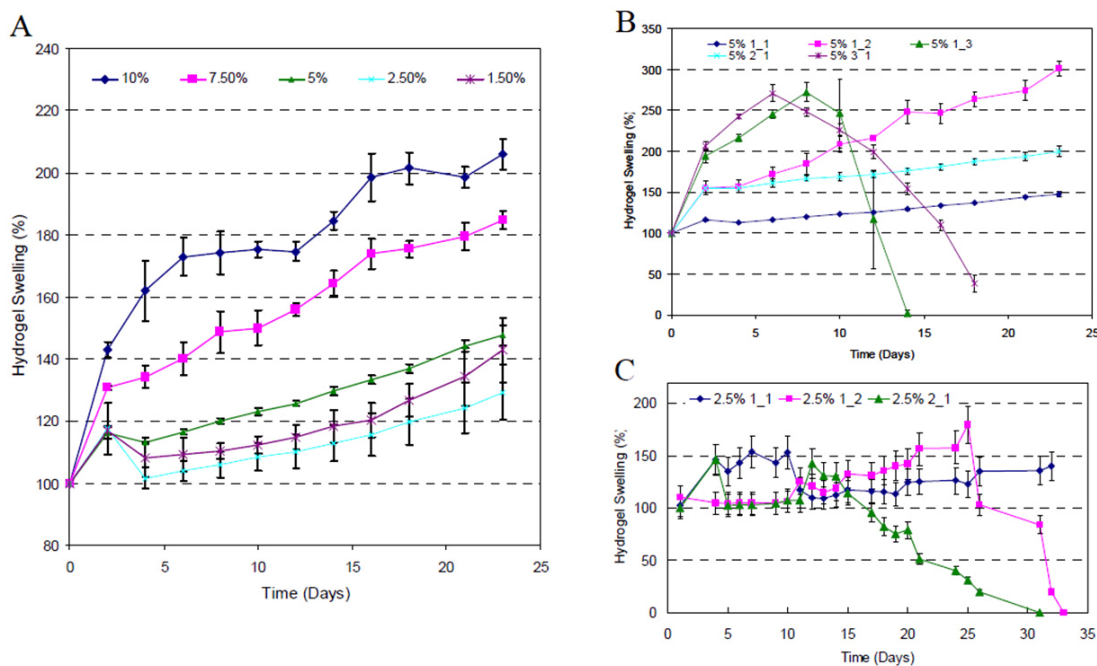 A
240
220
200
180
160
140
120
100
80
Hydrogel Swelling (%)
10% 7.50% 5% 2.50% 1.50%
0 5 10 15 20 25
Time (Days)
B
350
300
250
200
150
100
50
0
Hydrogel Swelling (%)
5% 1_1 5% 1_2 5% 1_3
5% 2_1 5% 3_1
0 5 10 15 20 25
Time (Days)
C
200
150
100
50
0
Hydrogel Swelling (%)
2.5% 1_1 2.5% 1_2 2.5% 2_1
0 5 10 15 20 25 30 35
Time (Days)